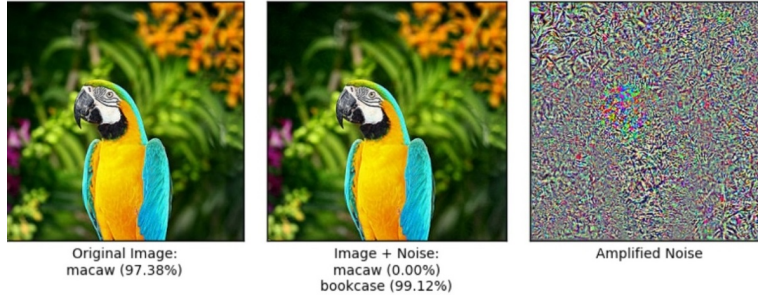 Original Image:
macaw (97.38%)
Image + Noise:
macaw (0.00%)
bookcase (99.12%)
Amplified Noise